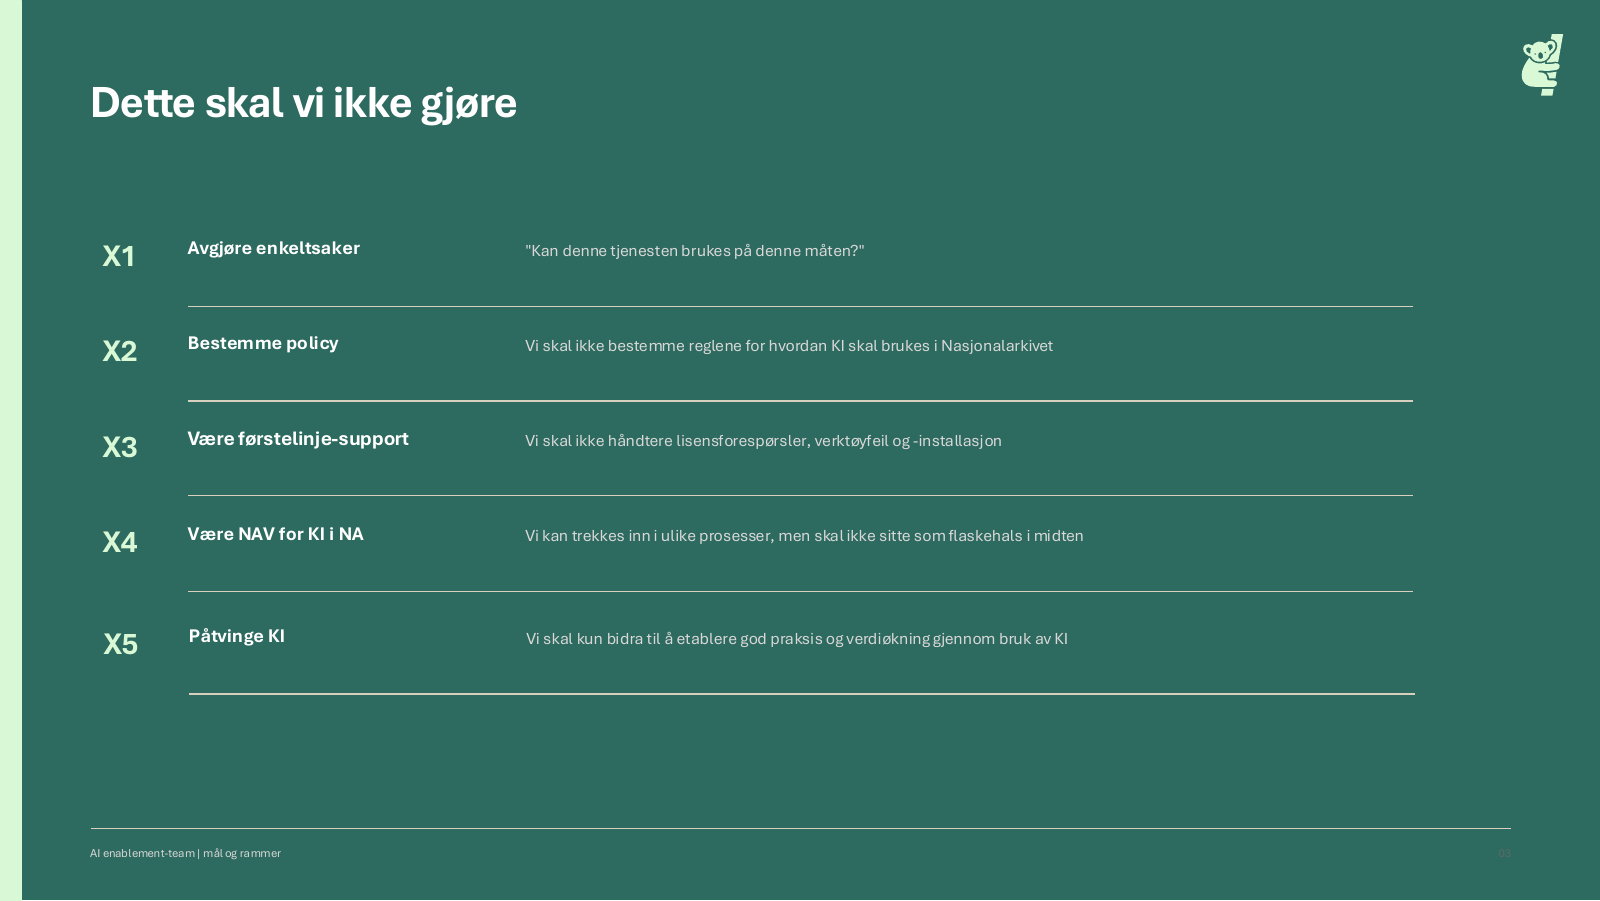 Dette skal vi ikke gjøre
X1
Avgjøre enkeltsaker
"Kan denne tjenesten brukes på denne måten?"
X2
Bestemme policy
Vi skal ikke bestemme reglene for hvordan KI skal brukes i Nasjonalarkivet
X3
Være førstelinje-support
Vi skal ikke håndtere lisensforespørsler, verktøyfeil og -installasjon
X4
Være NAV for KI i NA
Vi kan trekkes inn i ulike prosesser, men skal ikke sitte som flaskehals i midten
X5
Påtvinge KI
Vi skal kun bidra til å etablere god praksis og verdiøkning gjennom bruk av KI
AI enablement-team | mål og rammer